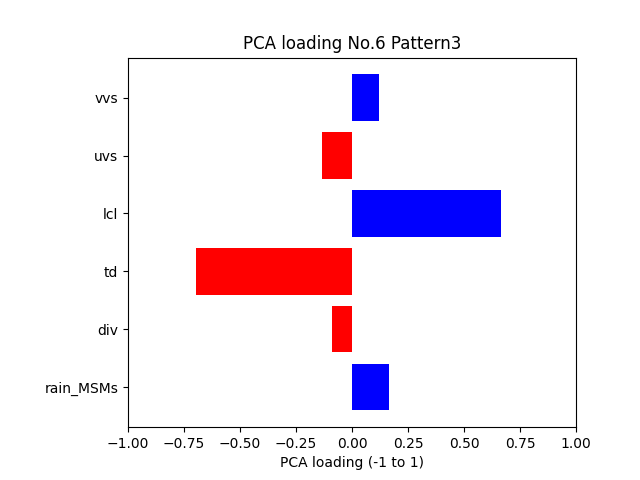 PCA loading No.6 Pattern3
vvs
uvs
lcl
td
div
rain_MSMs
−1.00 −0.75 −0.50 −0.25 0.00 0.25 0.50 0.75 1.00
PCA loading (-1 to 1)